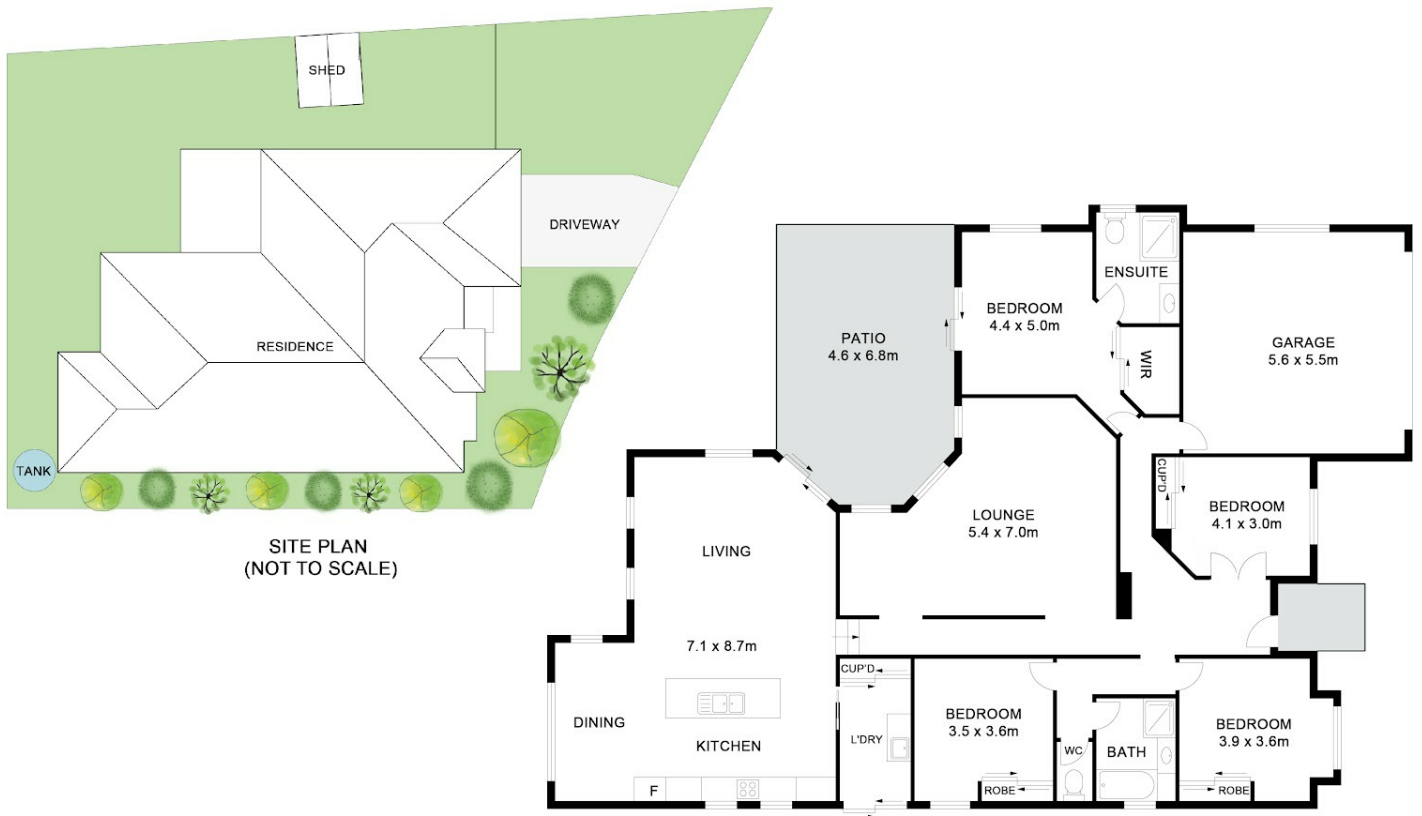 SHED
DRIVEWAY
RESIDENCE
TANK
SITE PLAN
(NOT TO SCALE)
ENSUITE
BEDROOM
4.4 x 5.0m
PATIO
4.6 x 6.8m
WIR
GARAGE
5.6 x 5.5m
CUP'D
BEDROOM
4.1 x 3.0m
LOUNGE
5.4 x 7.0m
LIVING
7.1 x 8.7m
CUP'D
DINING
KITCHEN
F
L'DRY
BEDROOM
3.5 x 3.6m
ROBE
WC
BATH
BEDROOM
3.9 x 3.6m
ROBE